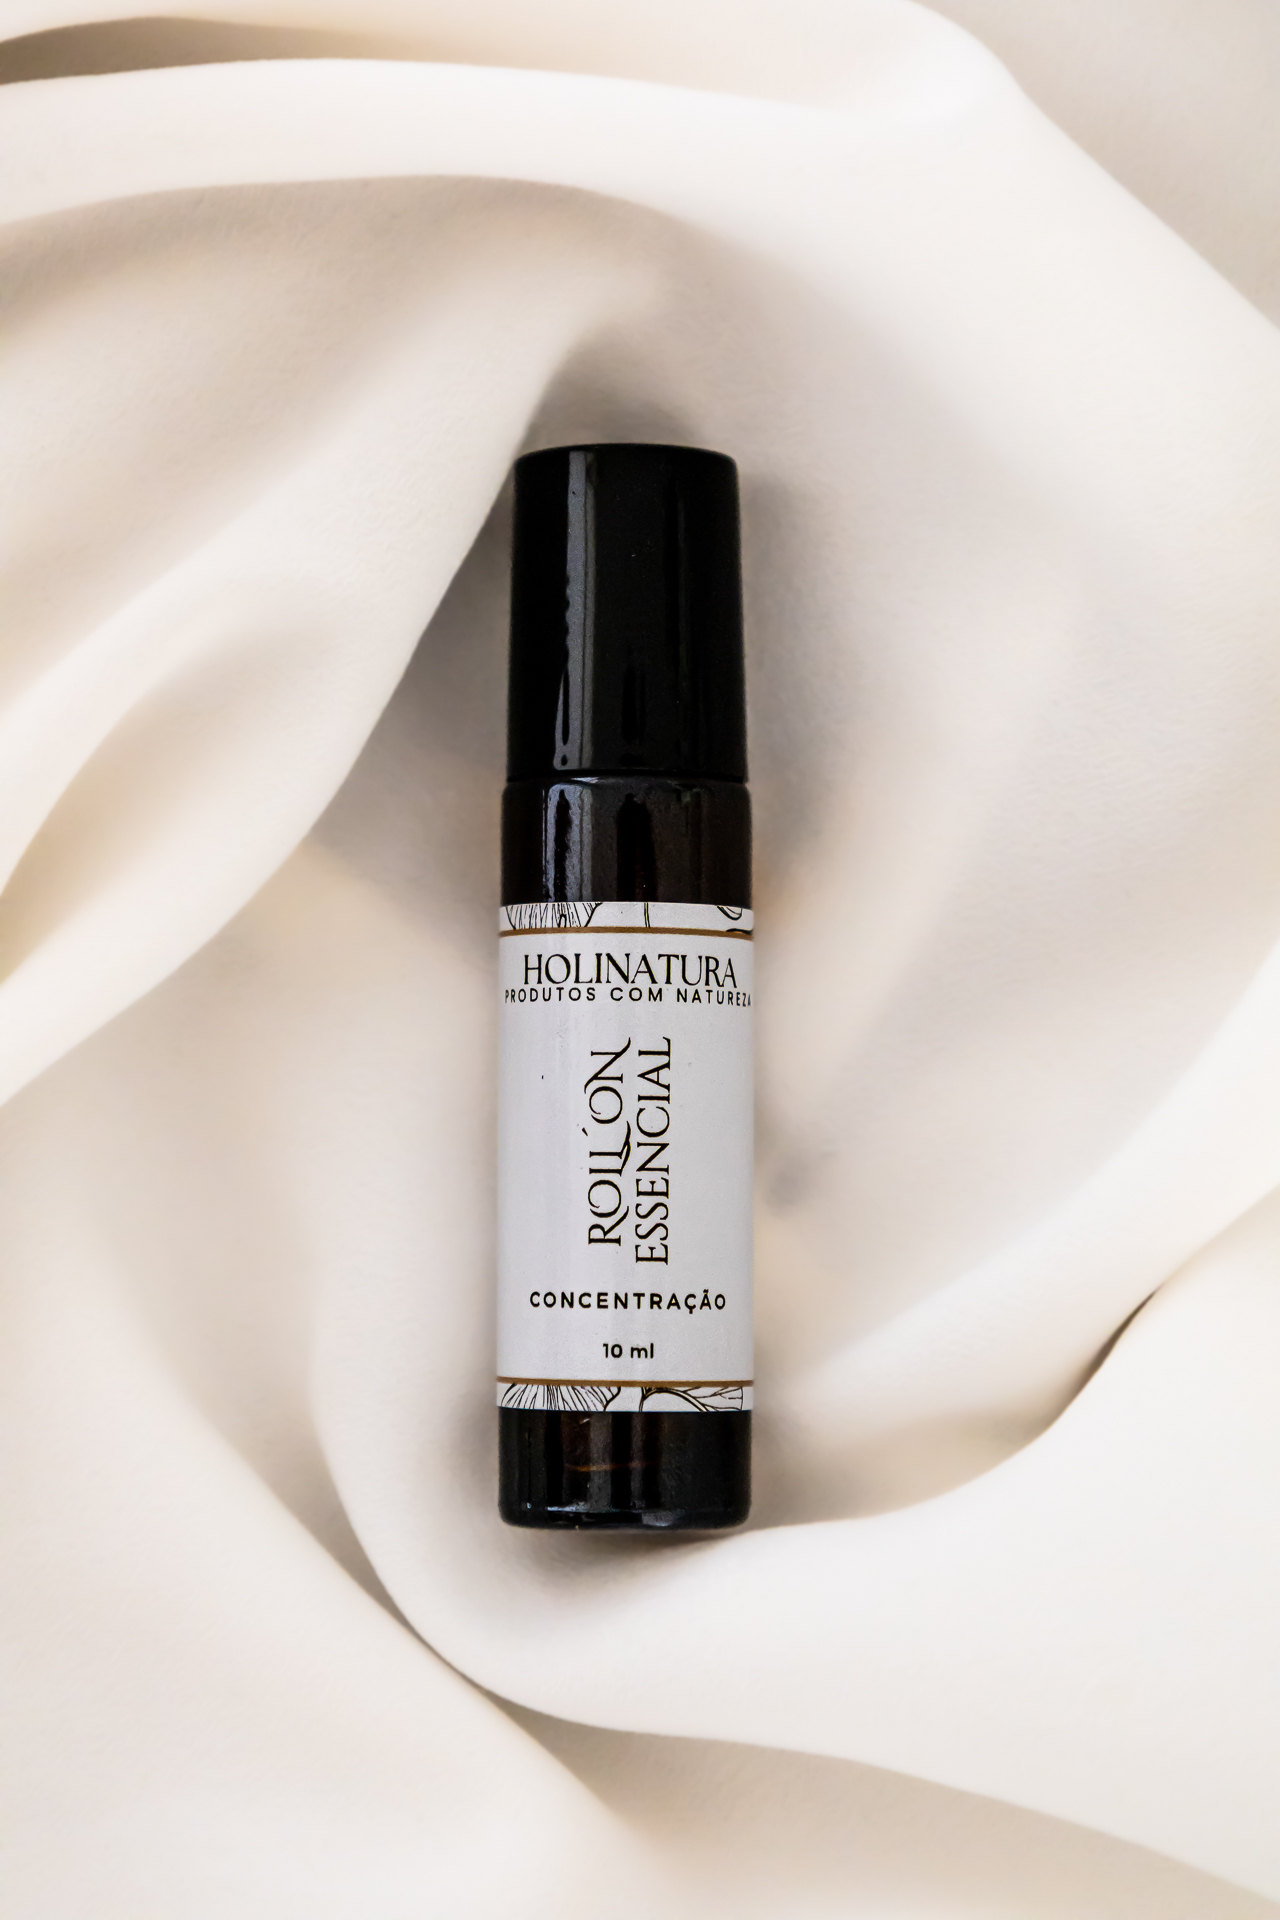 HOLINATURA
PRODUTOS COM NATUREZA
ROLL´ON
ESSENCIAL
CONCENTRAÇÃO
10 ml